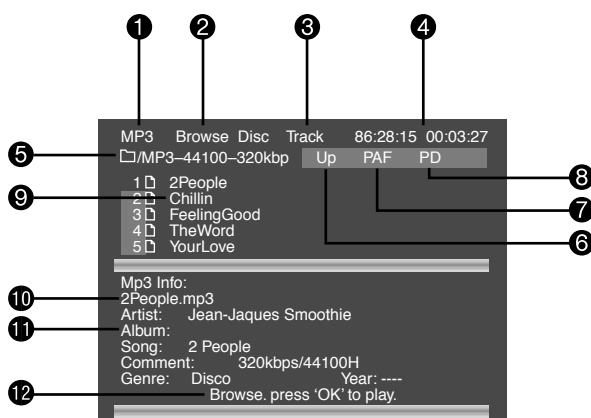 1 2 3 4
MP3 Browse Disc Track 86:28:15 00:03:27
5 /MP3–44100–320kbp Up PAF PD 8
1 2People 7
9 2 Chillin
3 FeelingGood 6
4 TheWord
5 YourLove
Mp3 Info:
10 2People.mp3
Artist: Jean-Jaques Smoothie
11 Album:
Song: 2 People
Comment: 320kbps/44100H
Genre: Disco Year: ----
12 Browse. press ‘OK’ to play.